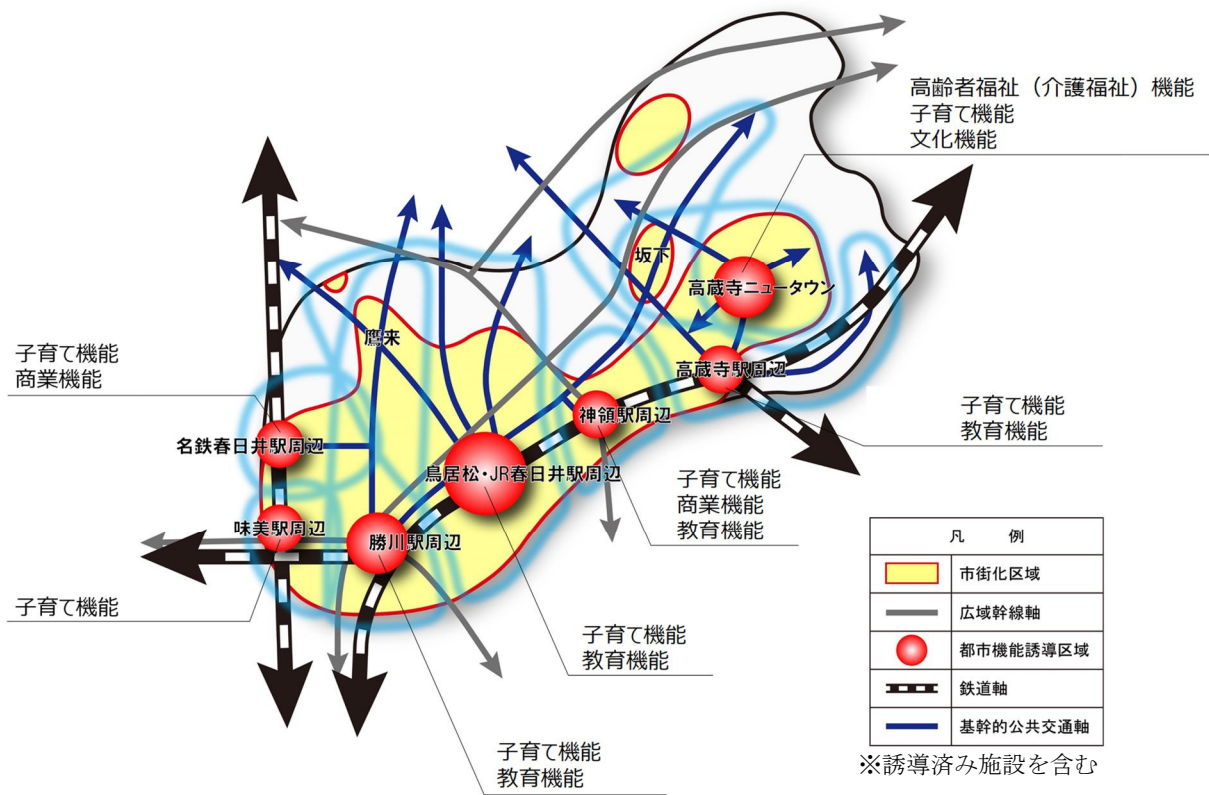 高齢者福祉（介護福祉）機能
子育て機能
文化機能
坂下
高蔵寺ニュータウン
鷹来
子育て機能
商業機能
高蔵寺駅周辺
神領駅周辺
子育て機能
教育機能
名鉄春日井駅周辺
鳥居松・JR春日井駅周辺
子育て機能
商業機能
教育機能
味美駅周辺
勝川駅周辺
子育て機能
子育て機能
教育機能
子育て機能
教育機能
凡　例
市街化区域
広域幹線軸
都市機能誘導区域
鉄道軸
基幹的公共交通軸
※誘導済み施設を含む